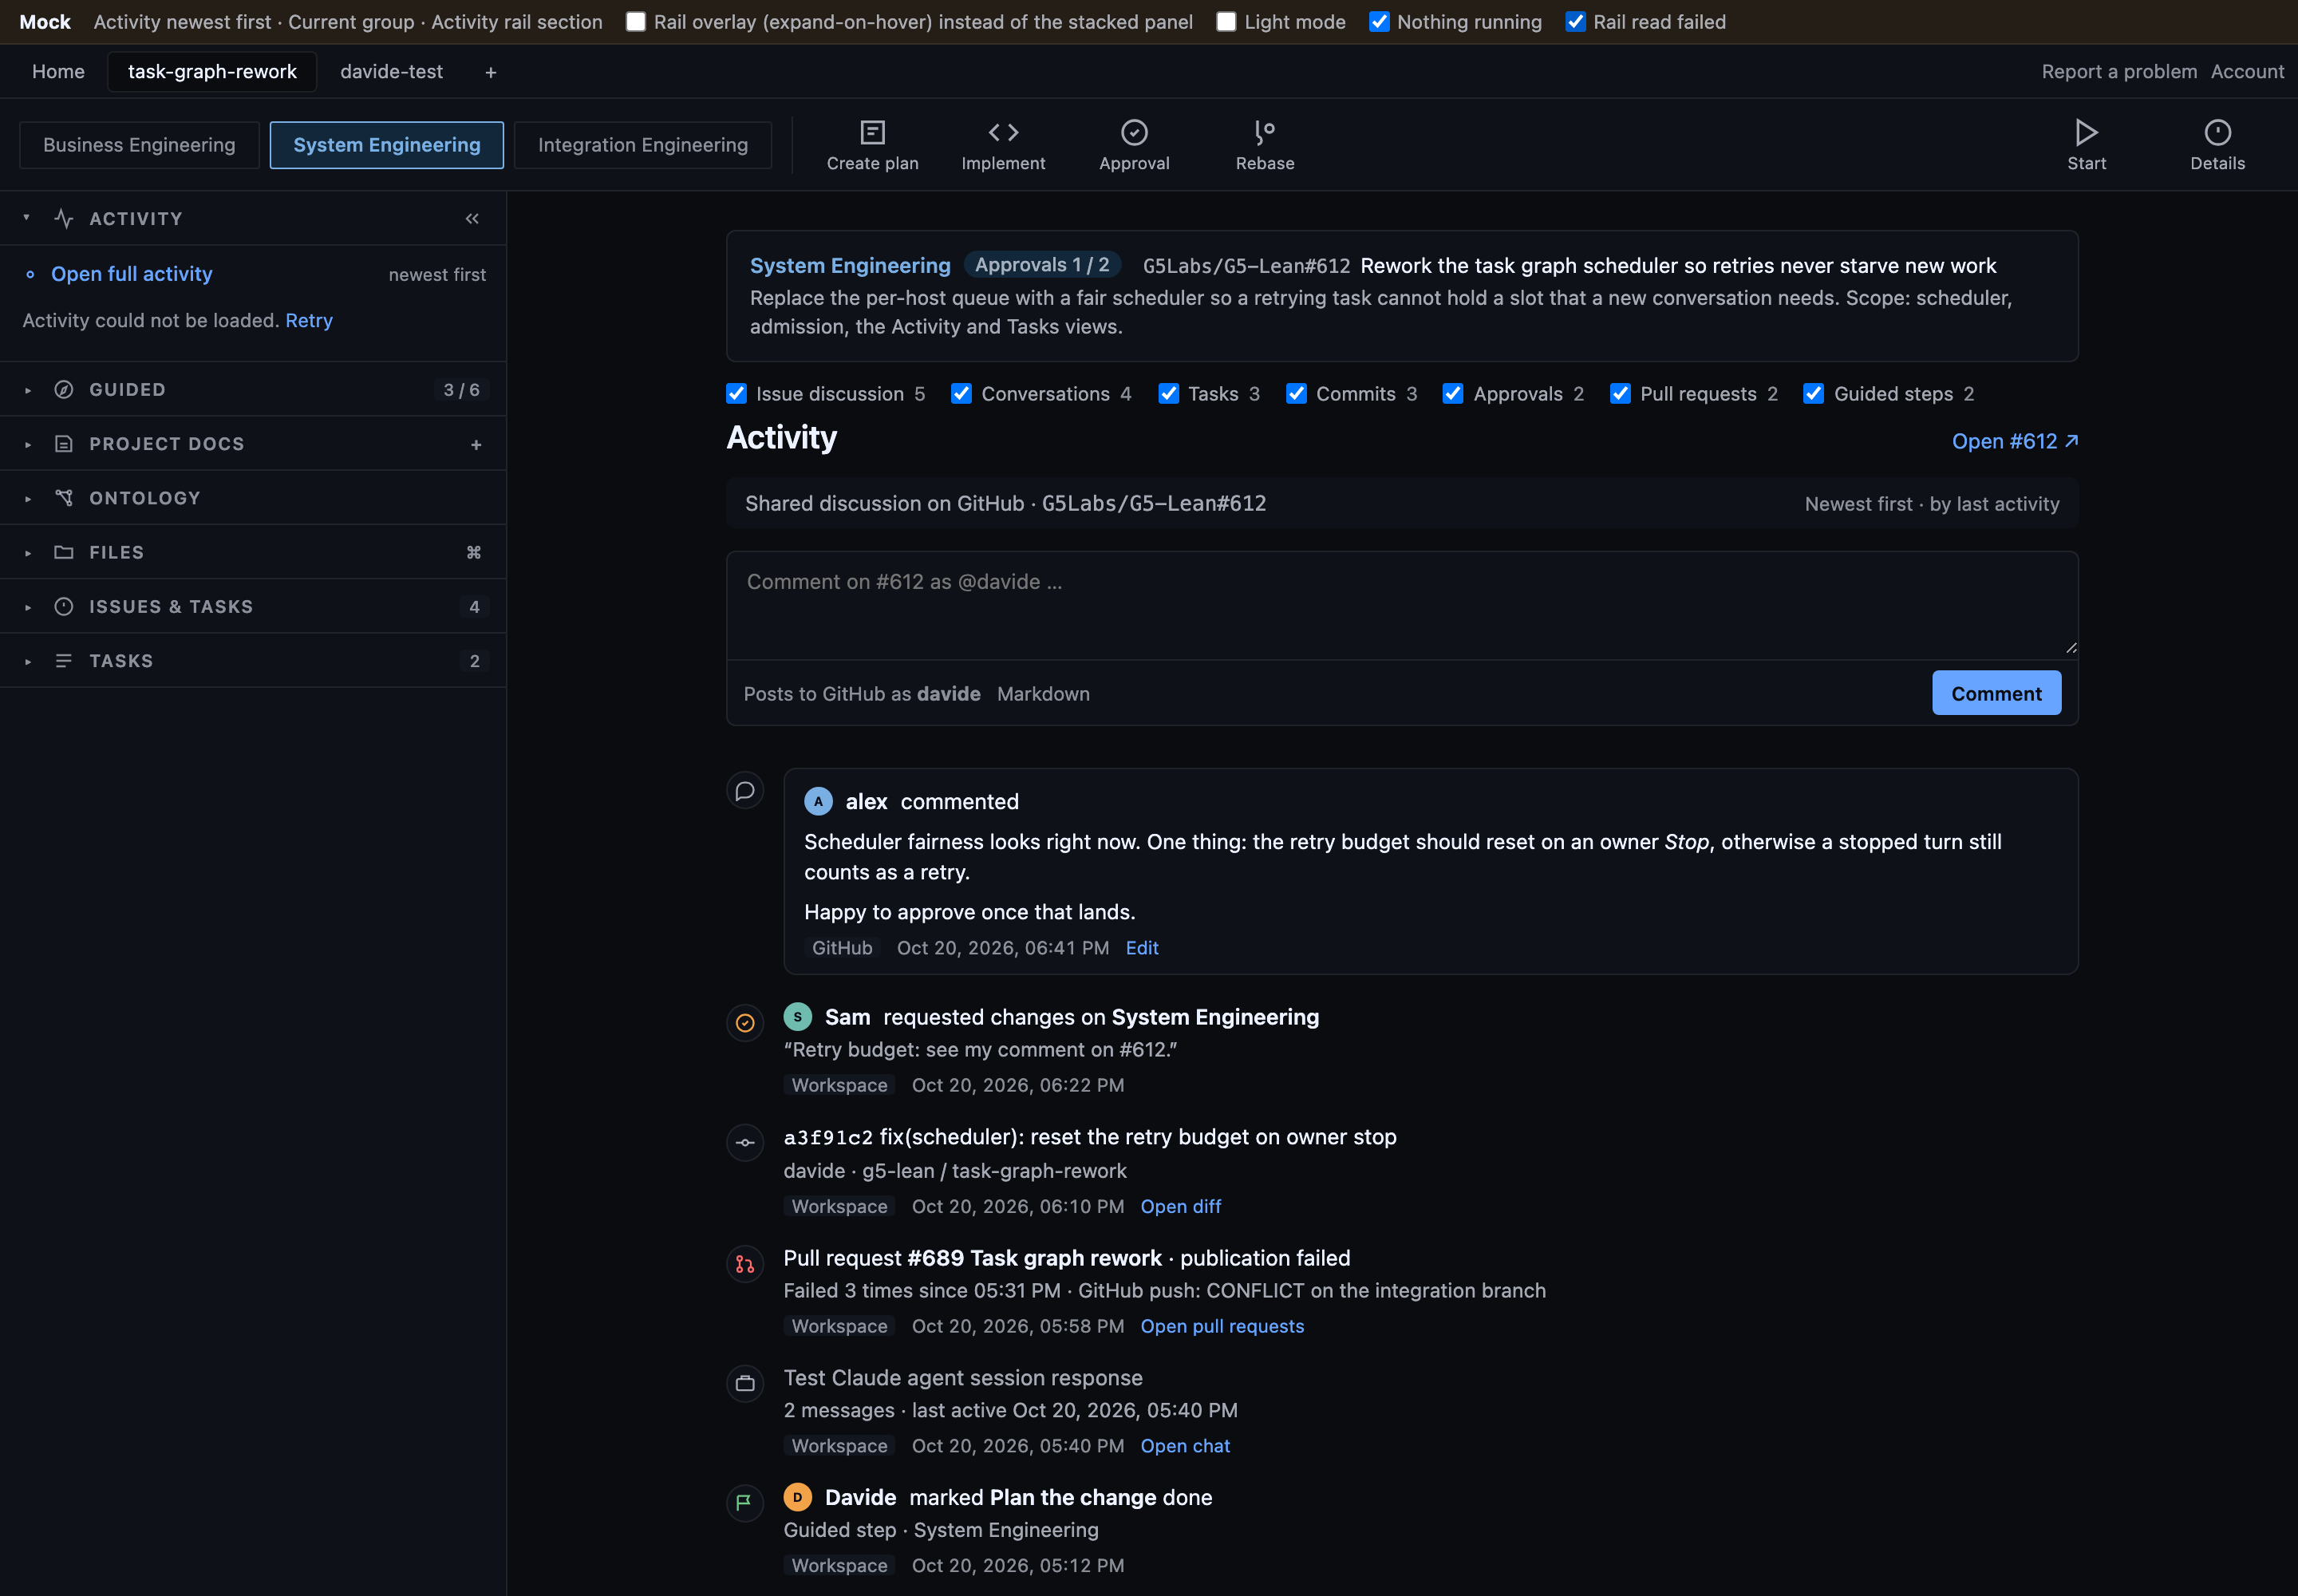 Mock Activity newest first · Current group · Activity rail section Rail overlay (expand-on-hover) instead of the stacked panel Light mode Nothing running Rail read failed
Home task-graph-rework davide-test + Report a problem Account
Business Engineering System Engineering Integration Engineering Create plan Implement Approval Rebase Start Details
ACTIVITY «
Open full activity newest first
Activity could not be loaded. Retry
GUIDED 3 / 6
PROJECT DOCS +
ONTOLOGY
FILES ⌘
ISSUES & TASKS 4
TASKS 2
System Engineering Approvals 1 / 2 G5Labs/G5-Lean#612 Rework the task graph scheduler so retries never starve new work
Replace the per-host queue with a fair scheduler so a retrying task cannot hold a slot that a new conversation needs. Scope: scheduler,
admission, the Activity and Tasks views.
Issue discussion 5 Conversations 4 Tasks 3 Commits 3 Approvals 2 Pull requests 2 Guided steps 2
Activity Open #612 ↗
Shared discussion on GitHub · G5Labs/G5-Lean#612 Newest first · by last activity
Comment on #612 as @davide ...
Posts to GitHub as davide Markdown Comment
A alex commented
Scheduler fairness looks right now. One thing: the retry budget should reset on an owner Stop, otherwise a stopped turn still
counts as a retry.
Happy to approve once that lands.
GitHub Oct 20, 2026, 06:41 PM Edit
S Sam requested changes on System Engineering
“Retry budget: see my comment on #612.”
Workspace Oct 20, 2026, 06:22 PM
a3f91c2 fix(scheduler): reset the retry budget on owner stop
davide · g5-lean / task-graph-rework
Workspace Oct 20, 2026, 06:10 PM Open diff
Pull request #689 Task graph rework · publication failed
Failed 3 times since 05:31 PM · GitHub push: CONFLICT on the integration branch
Workspace Oct 20, 2026, 05:58 PM Open pull requests
Test Claude agent session response
2 messages · last active Oct 20, 2026, 05:40 PM
Workspace Oct 20, 2026, 05:40 PM Open chat
D Davide marked Plan the change done
Guided step · System Engineering
Workspace Oct 20, 2026, 05:12 PM